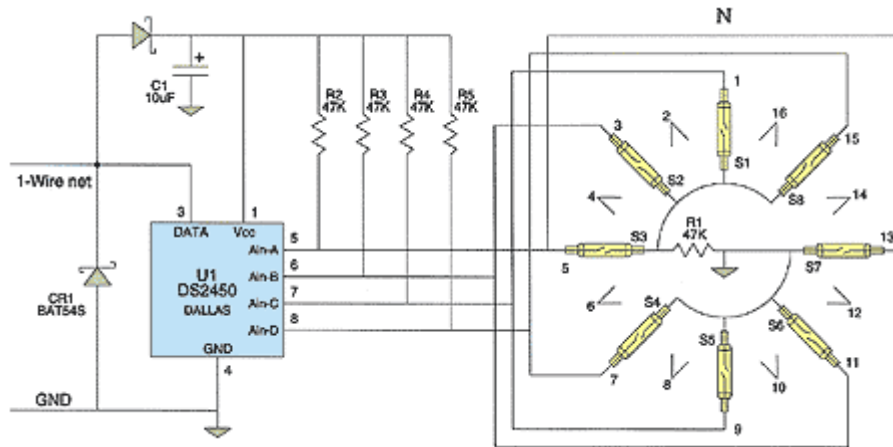 N
C1
10uF
R2
47K
R3
47K
R4
47K
R5
47K
1
2
16
3
15
S1
S2
S8
1-Wire net
4
14
3
1
DATA
Vcc
5
Ain-A
R1
47K
S3
S7
13
5
U1
DS2450
DALLAS
6
Ain-B
7
Ain-C
8
Ain-D
CR1
BAT54S
S4
S6
S5
6
12
GND
4
7
8
10
11
9
GND